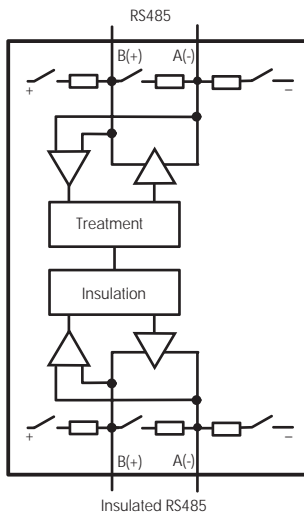 RS485
B(+) A(-)
+ –
Treatment
Insulation
+ –
B(+) A(-)
Insulated RS485